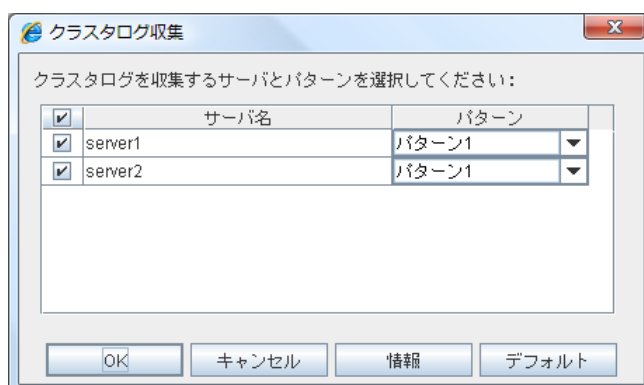 クラスタログ収集
クラスタログを収集するサーバとパターンを選択してください:
サーバ名 パターン
server1 パターン1
server2 パターン1
OK キャンセル 情報 デフォルト